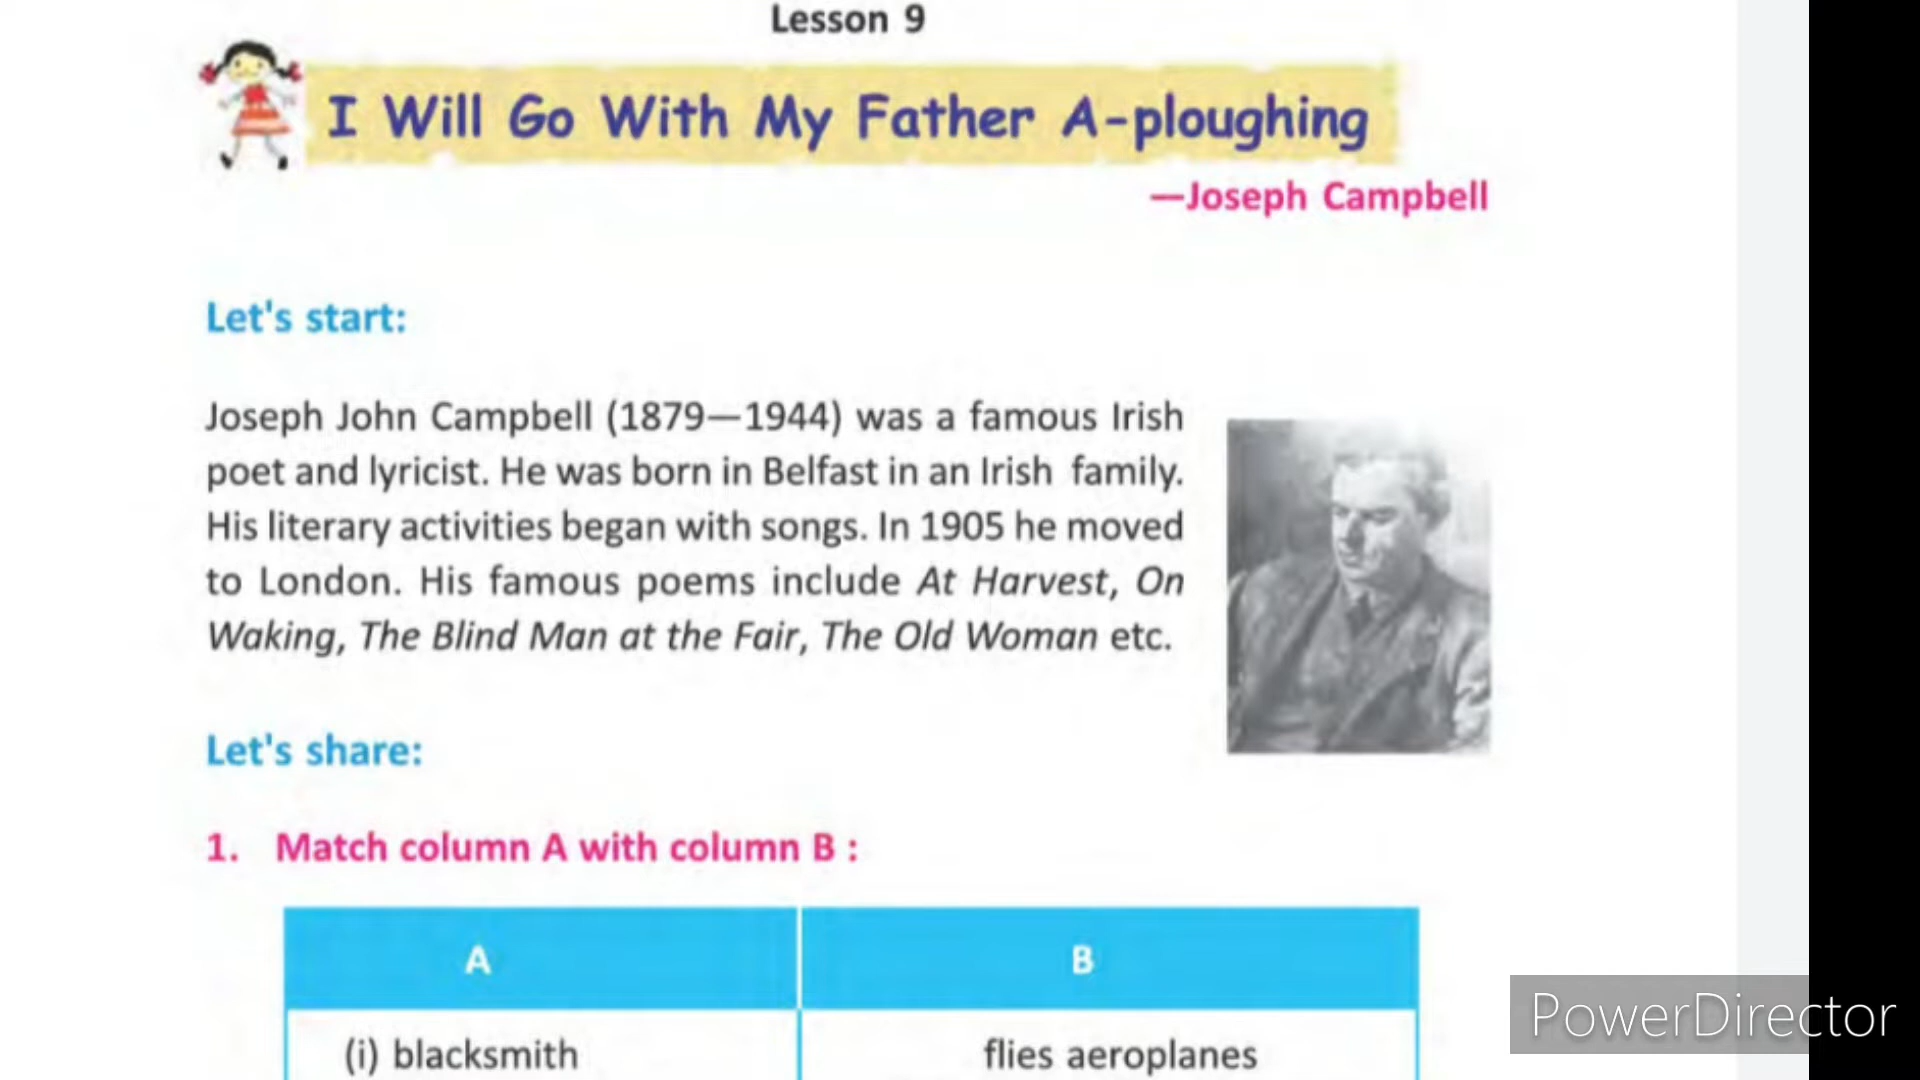 Lesson 9
I Will Go With My Father A-ploughing
—Joseph Campbell
Let's start:
Joseph John Campbell (1879—1944) was a famous Irish
poet and lyricist. He was born in Belfast in an Irish family.
His literary activities began with songs. In 1905 he moved
to London. His famous poems include At Harvest, On
Waking, The Blind Man at the Fair, The Old Woman etc.
Let's share:
1. Match column A with column B :
A B
(i) blacksmith flies aeroplanes
PowerDirector